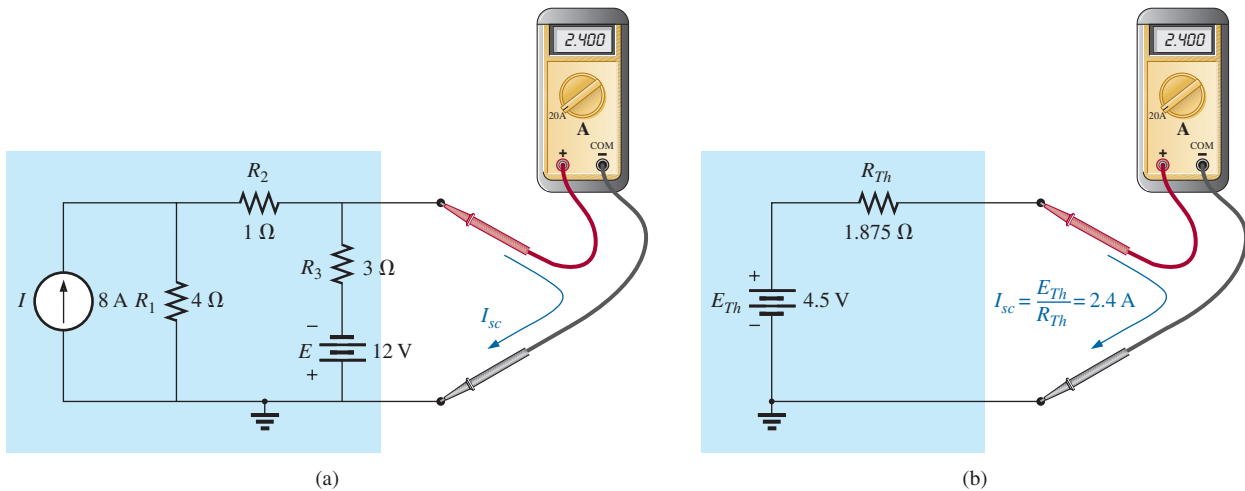 2.400
20A
A
+
COM
−
R2
1 Ω
R3
3 Ω
I
8 A
R1
4 Ω
−
E
12 V
+
Isc
(a)
2.400
20A
A
+
COM
−
RTh
1.875 Ω
+
ETh
4.5 V
−
Isc = ETh/RTh = 2.4 A
(b)